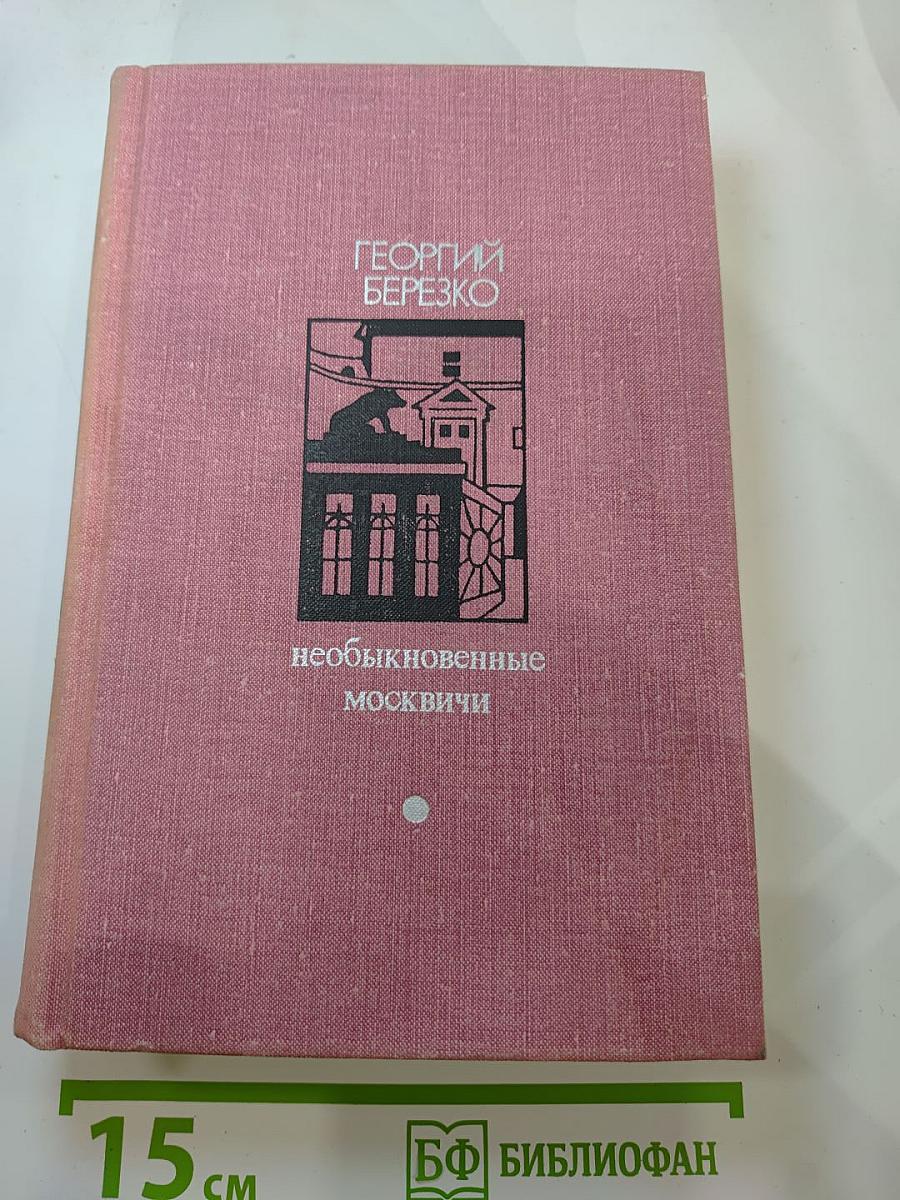 ГЕОРГИЙ
БЕРЕЗКО
необыкновенные
москвичи
15 см
БФ БИБЛИОФАН